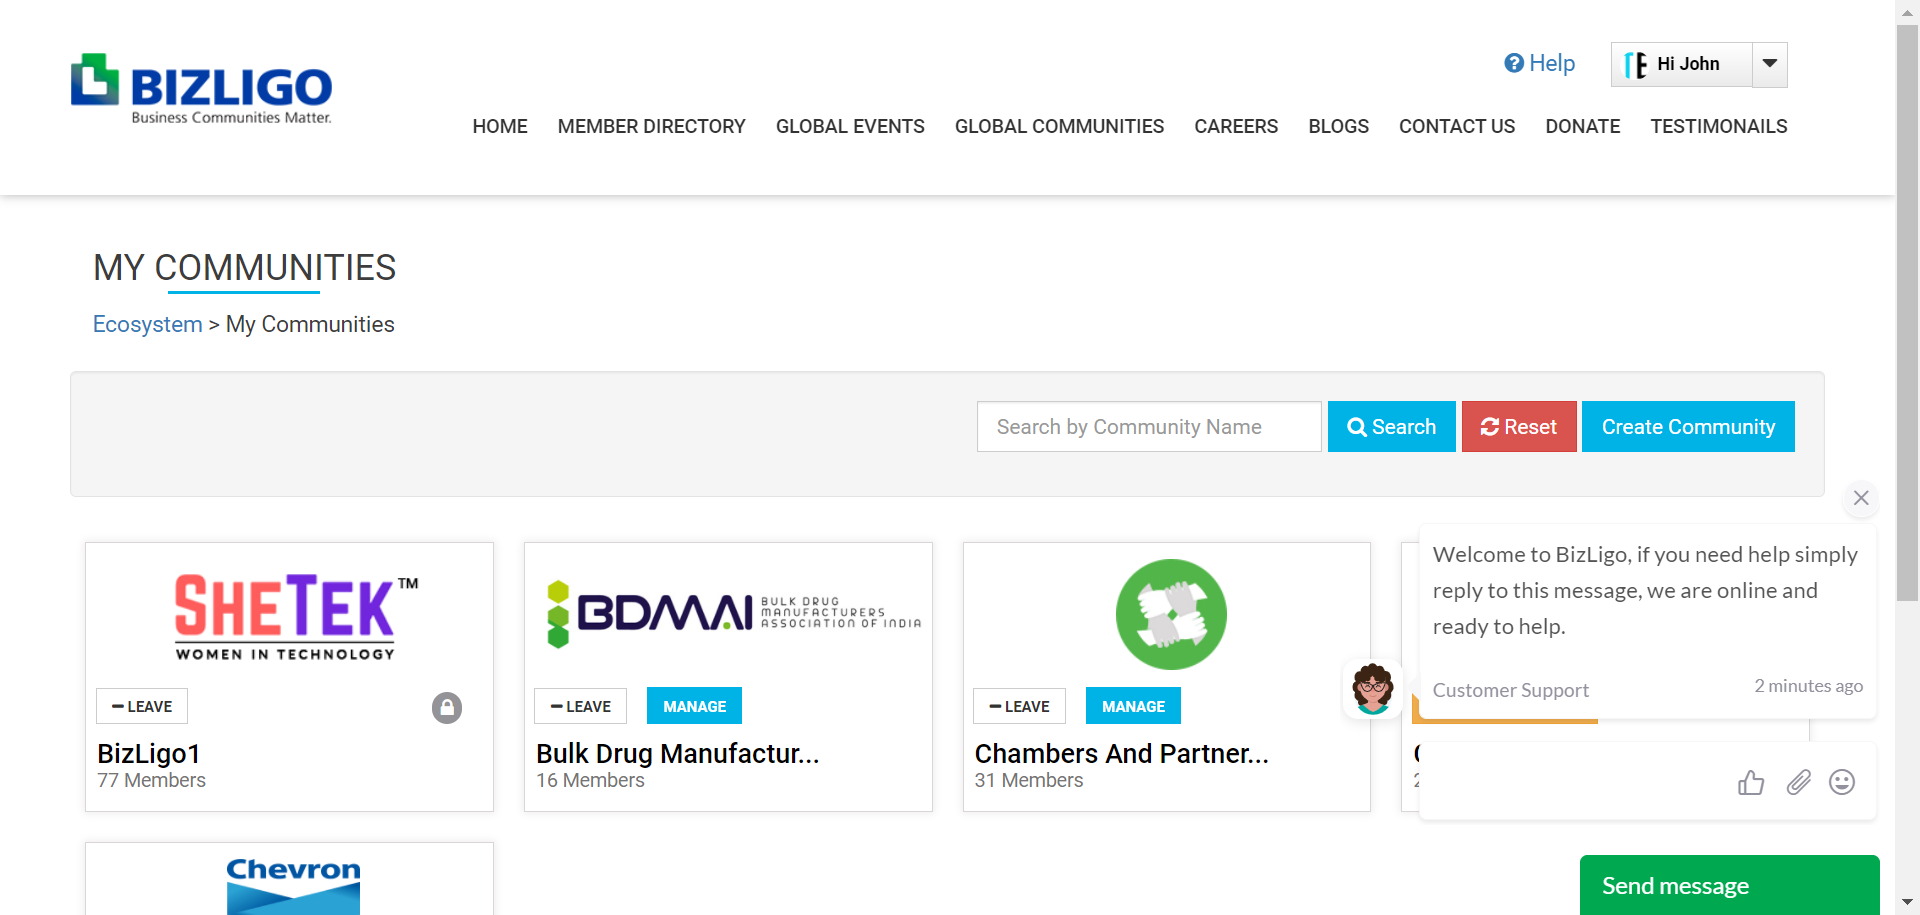 BIZLIGO
Business Communities Matter.
Help
Hi John
HOME MEMBER DIRECTORY GLOBAL EVENTS GLOBAL COMMUNITIES CAREERS BLOGS CONTACT US DONATE TESTIMONAILS
MY COMMUNITIES
Ecosystem > My Communities
Search by Community Name Search Reset Create Community
SHETEK™
WOMEN IN TECHNOLOGY
LEAVE
BizLigo1
77 Members
BDMAI
BULK DRUG
MANUFACTURERS
ASSOCIATION OF INDIA
LEAVE MANAGE
Bulk Drug Manufactur...
16 Members
LEAVE MANAGE
Chambers And Partner...
31 Members
Welcome to BizLigo, if you need help simply
reply to this message, we are online and
ready to help.
Customer Support 2 minutes ago
Chevron
Send message